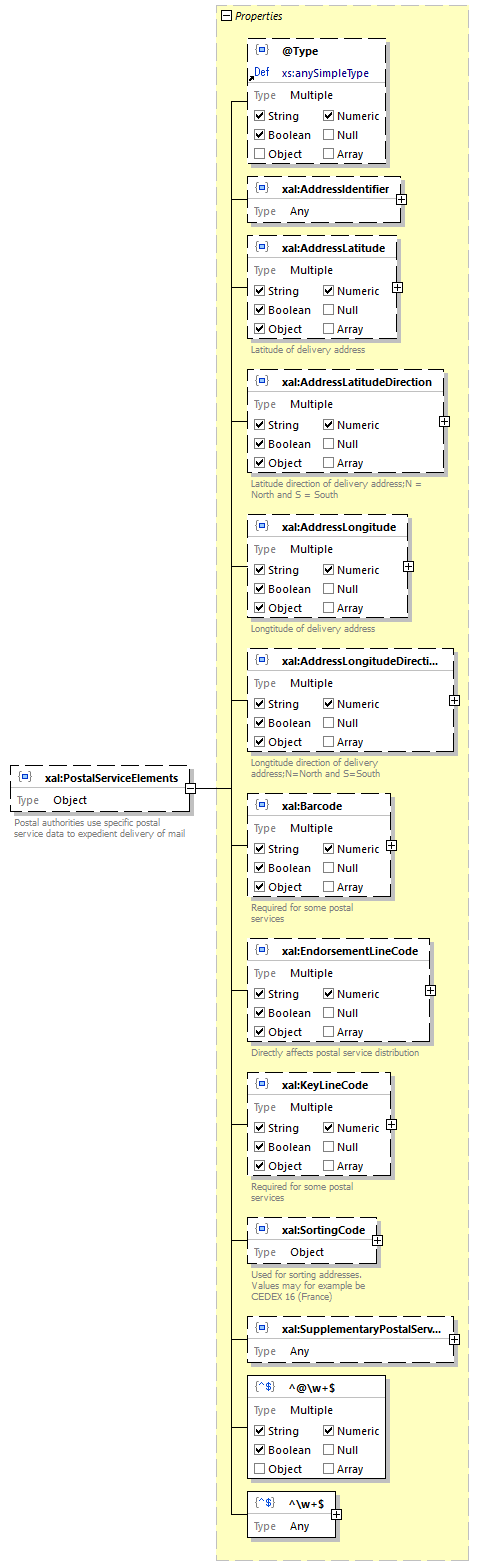 Properties
@Type
Def xs:anySimpleType
Type Multiple
String Numeric
Boolean Null
Object Array
xal:AddressIdentifier
Type Any
xal:AddressLatitude
Type Multiple
String Numeric
Boolean Null
Object Array
Latitude of delivery address
xal:AddressLatitudeDirection
Type Multiple
String Numeric
Boolean Null
Object Array
Latitude direction of delivery address;N =
North and S = South
xal:AddressLongitude
Type Multiple
String Numeric
Boolean Null
Object Array
Longtitude of delivery address
xal:AddressLongitudeDirecti...
Type Multiple
String Numeric
Boolean Null
Object Array
Longtitude direction of delivery
address;N=North and S=South
xal:PostalServiceElements
Type Object
Postal authorities use specific postal
service data to expedient delivery of mail
xal:Barcode
Type Multiple
String Numeric
Boolean Null
Object Array
Required for some postal
services
xal:EndorsementLineCode
Type Multiple
String Numeric
Boolean Null
Object Array
Directly affects postal service distribution
xal:KeyLineCode
Type Multiple
String Numeric
Boolean Null
Object Array
Required for some postal
services
xal:SortingCode
Type Object
Used for sorting addresses.
Values may for example be
CEDEX 16 (France)
xal:SupplementaryPostalServ...
Type Any
{^$} ^@\w+$
Type Multiple
String Numeric
Boolean Null
Object Array
{^$} ^\w+$
Type Any